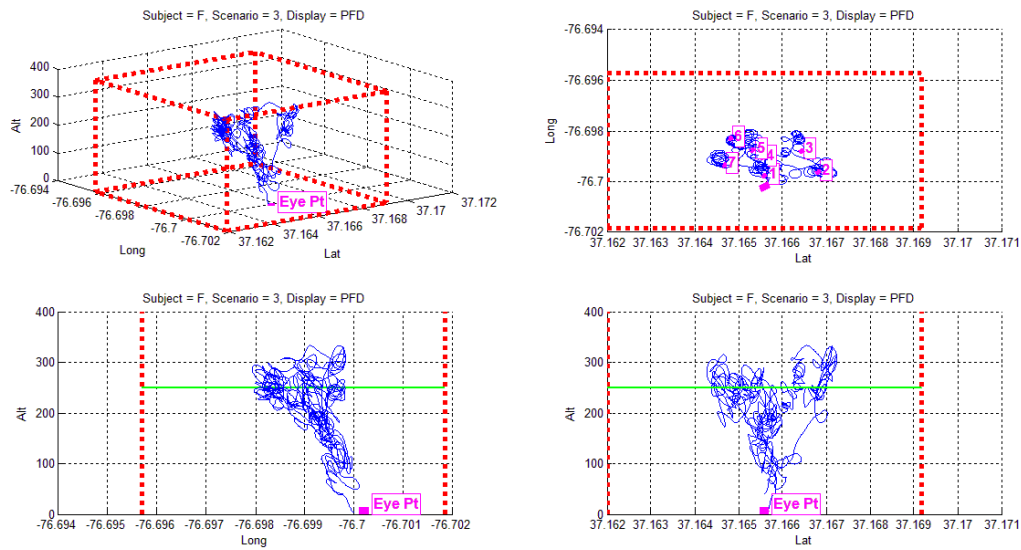 Subject = F, Scenario = 3, Display = PFD
400
300
200
100
0
Alt
-76.694
-76.696
-76.698
-76.7
-76.702
Long
37.162
37.164
37.166
37.168
37.17
37.172
Lat
Eye Pt
Subject = F, Scenario = 3, Display = PFD
-76.694
-76.696
-76.698
-76.7
-76.702
Long
6
5
4
3
7
1
2
37.162 37.163 37.164 37.165 37.166 37.167 37.168 37.169 37.17 37.171
Lat
Subject = F, Scenario = 3, Display = PFD
400
300
200
100
0
Alt
Eye Pt
-76.694 -76.695 -76.696 -76.697 -76.698 -76.699 -76.7 -76.701 -76.702
Long
Subject = F, Scenario = 3, Display = PFD
400
300
200
100
0
Alt
Eye Pt
37.162 37.163 37.164 37.165 37.166 37.167 37.168 37.169 37.17 37.171
Lat